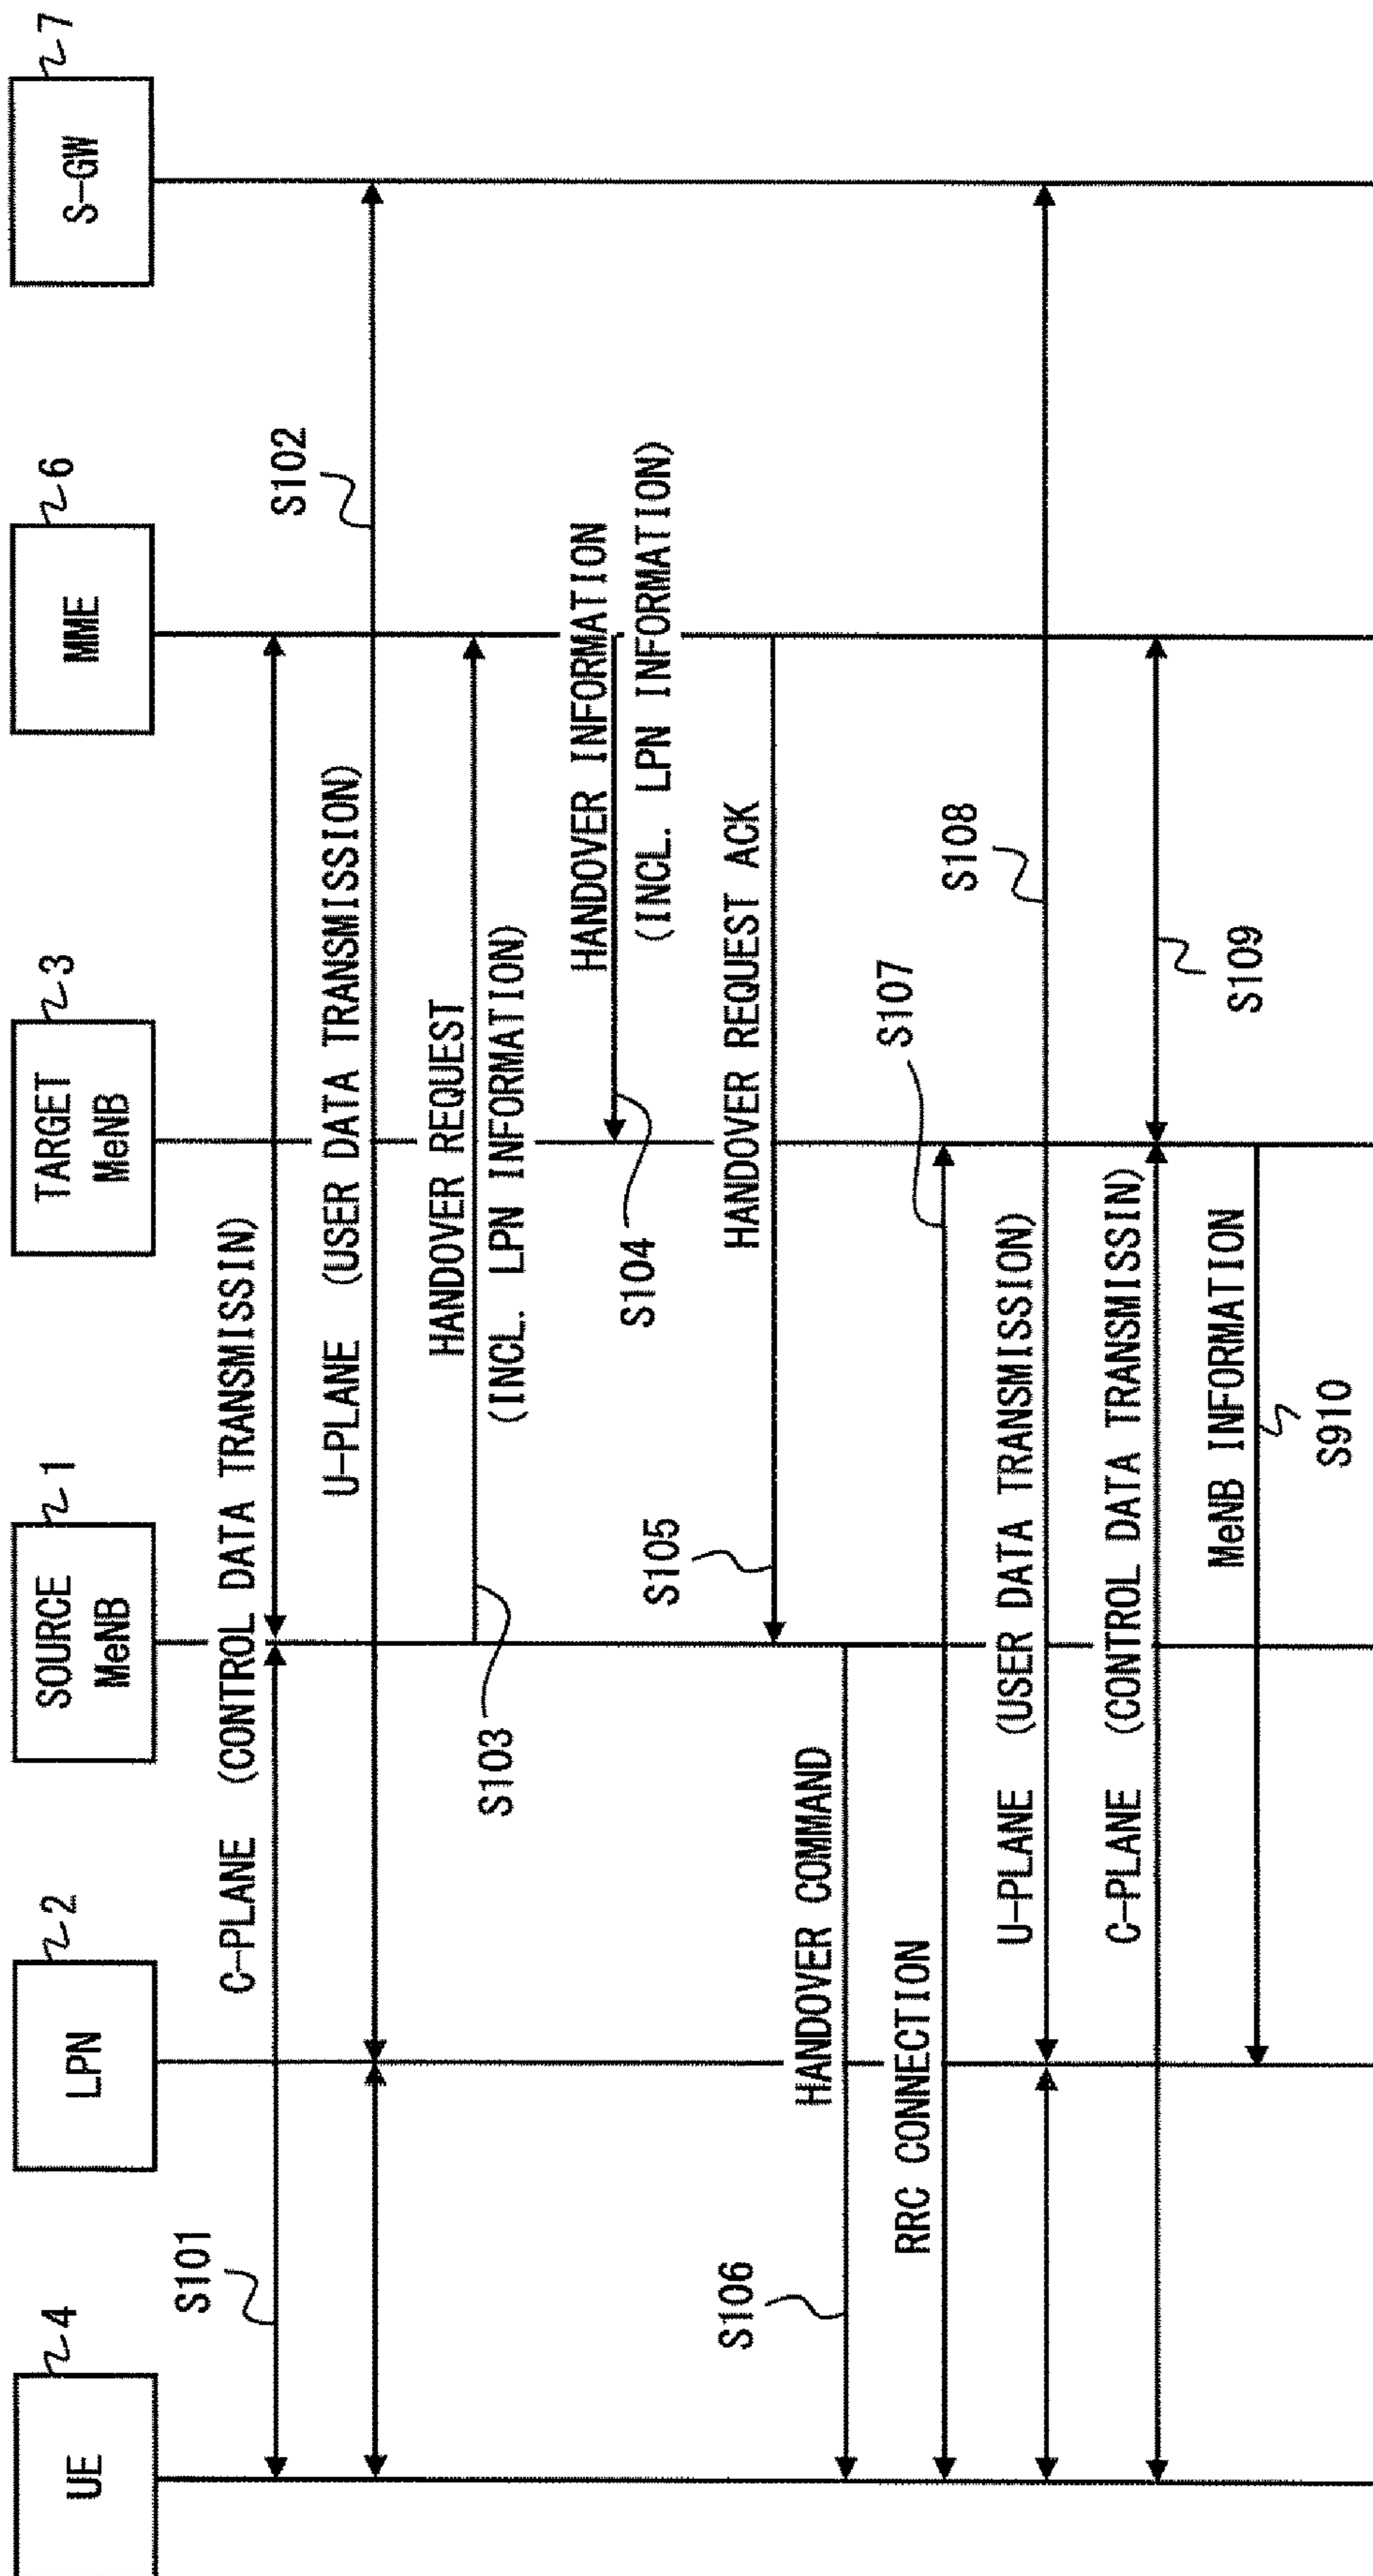 UE
4
LPN
2
SOURCE
MeNB
1
TARGET
MeNB
3
MME
6
S-GW
7
S101
C-PLANE (CONTROL DATA TRANSMISSIN)
U-PLANE (USER DATA TRANSMISSION)
S102
HANDOVER REQUEST
(INCL. LPN INFORMATION)
S103
HANDOVER INFORMATION
(INCL. LPN INFORMATION)
S104
S105
HANDOVER REQUEST ACK
S106
HANDOVER COMMAND
RRC CONNECTION
S107
U-PLANE (USER DATA TRANSMISSION)
S108
C-PLANE (CONTROL DATA TRANSMISSIN)
S109
MeNB INFORMATION
S910